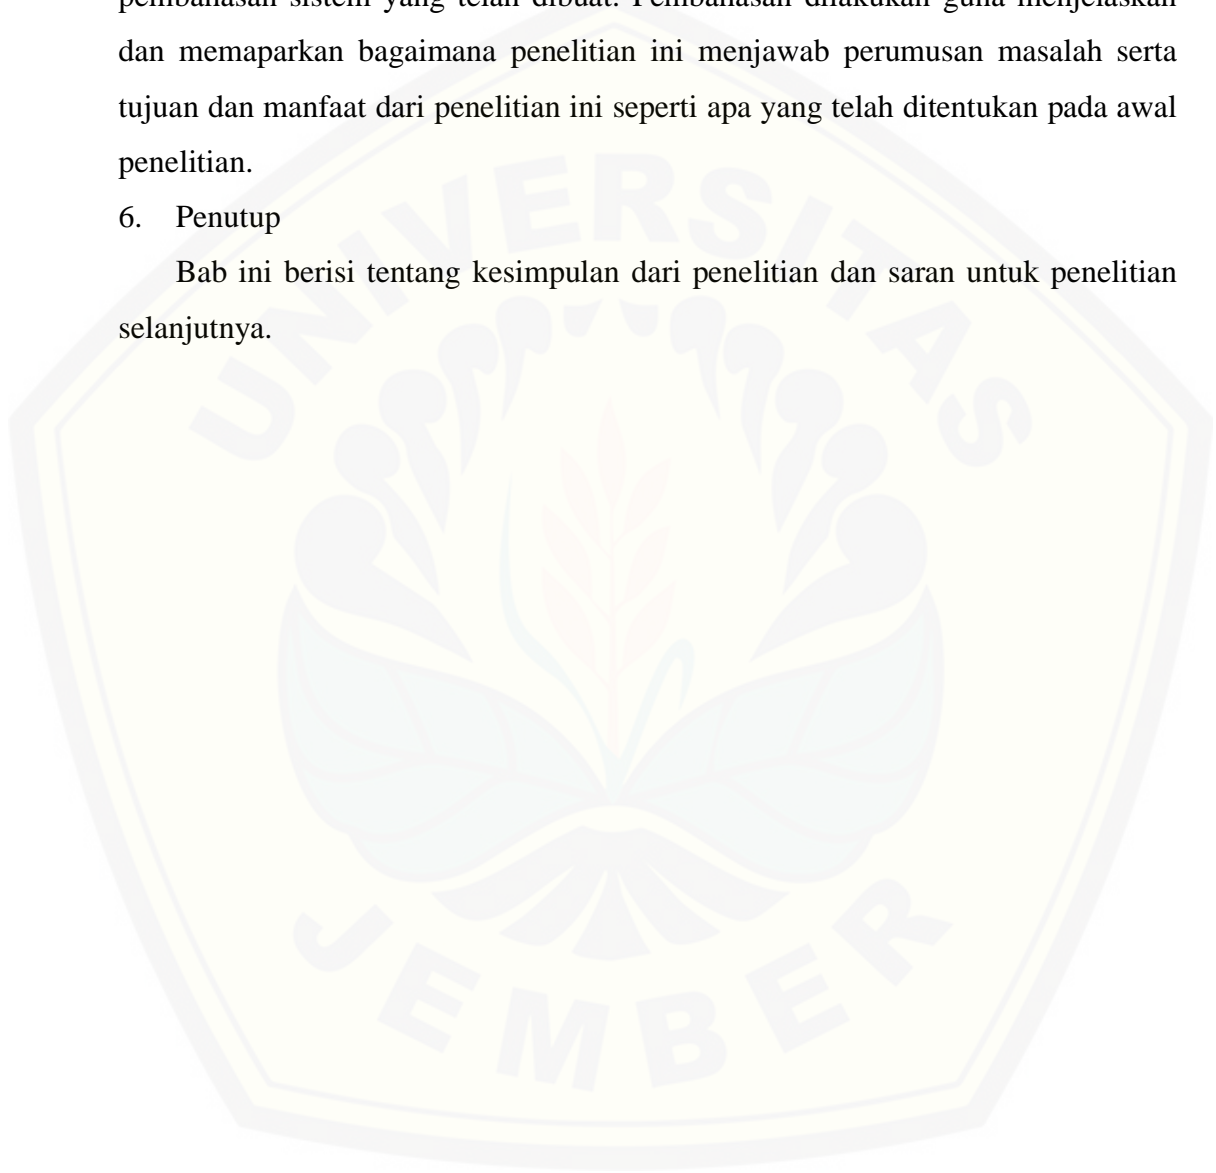 pembahasan sistem yang telah dibuat. Pembahasan dilakukan guna menjelaskan
dan memaparkan bagaimana penelitian ini menjawab perumusan masalah serta
tujuan dan manfaat dari penelitian ini seperti apa yang telah ditentukan pada awal
penelitian.
6. Penutup
Bab ini berisi tentang kesimpulan dari penelitian dan saran untuk penelitian
selanjutnya.
UNIVERSITAS
JEMBER